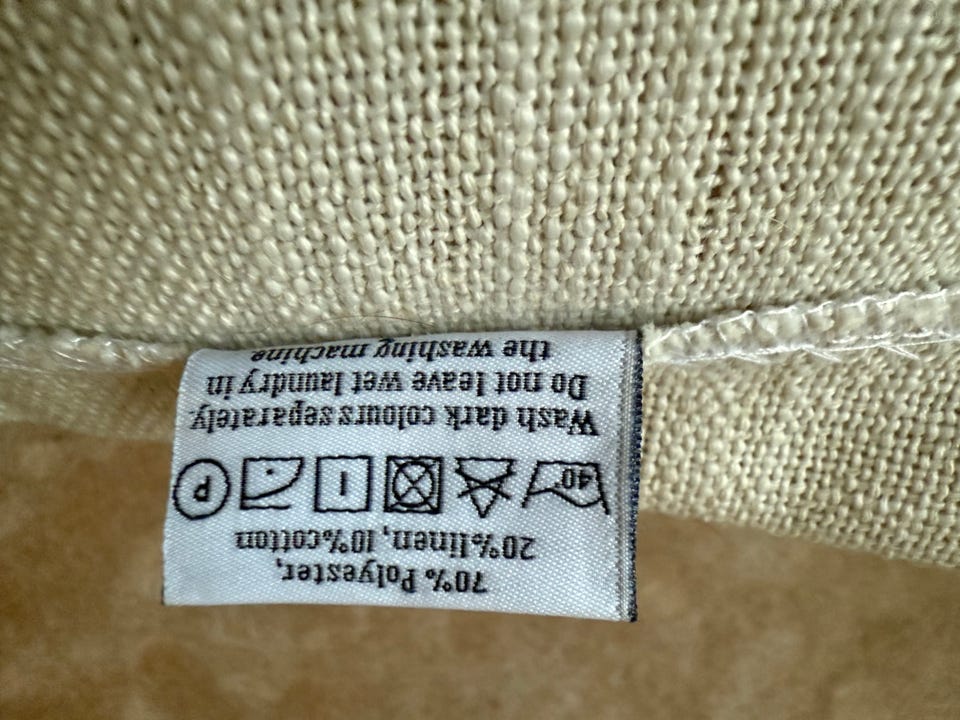 70% Polyester,
20%linen, 10%cotton
40 P
Wash dark colours separately.
Do not leave wet laundry in
the washing machine